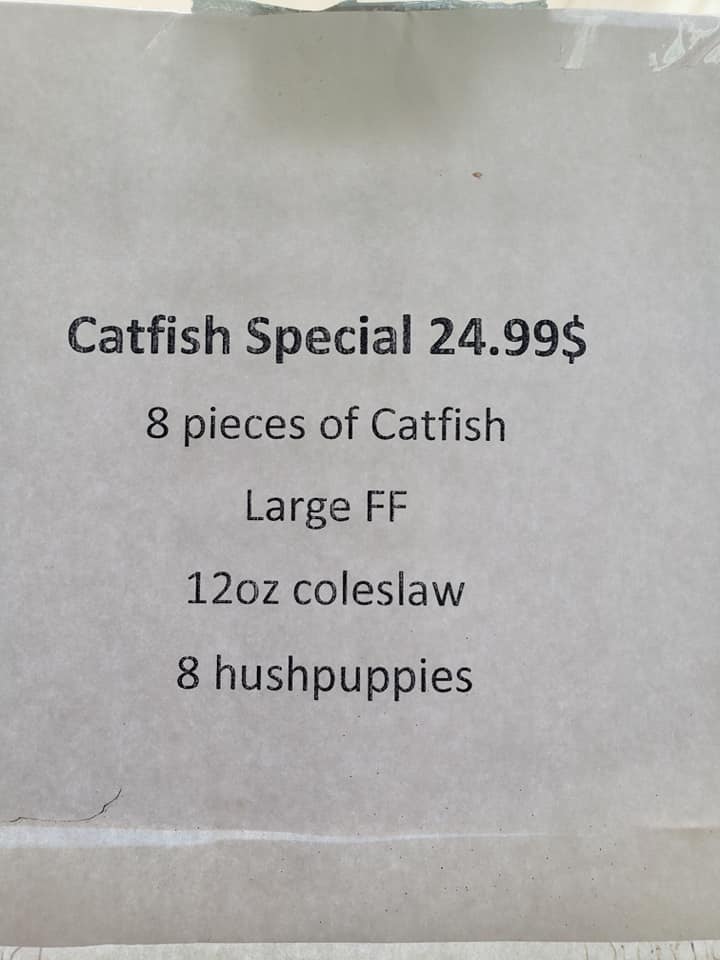 Catfish Special 24.99$
8 pieces of Catfish
Large FF
12oz coleslaw
8 hushpuppies